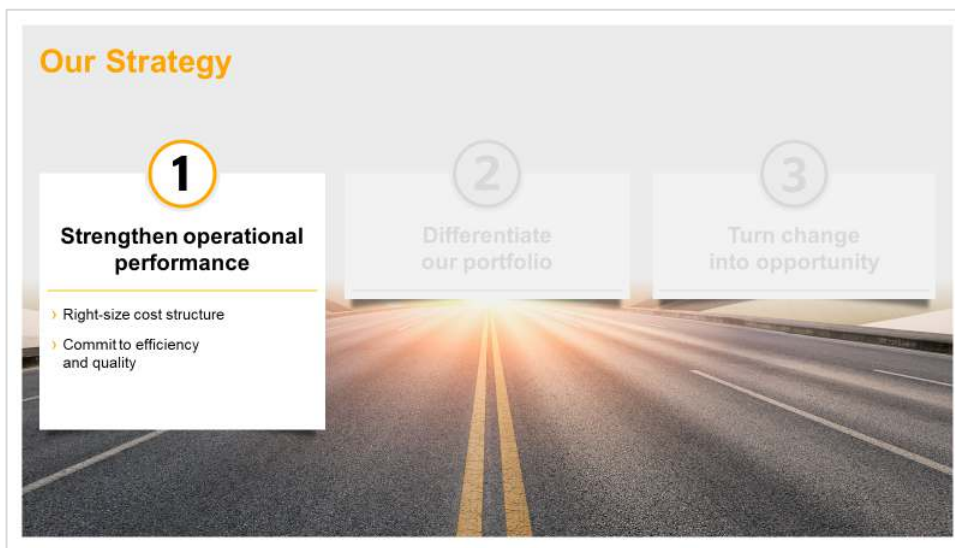 Our Strategy
1
Strengthen operational
performance
› Right-size cost structure
› Commit to efficiency
and quality
2
Differentiate
our portfolio
3
Turn change
into opportunity